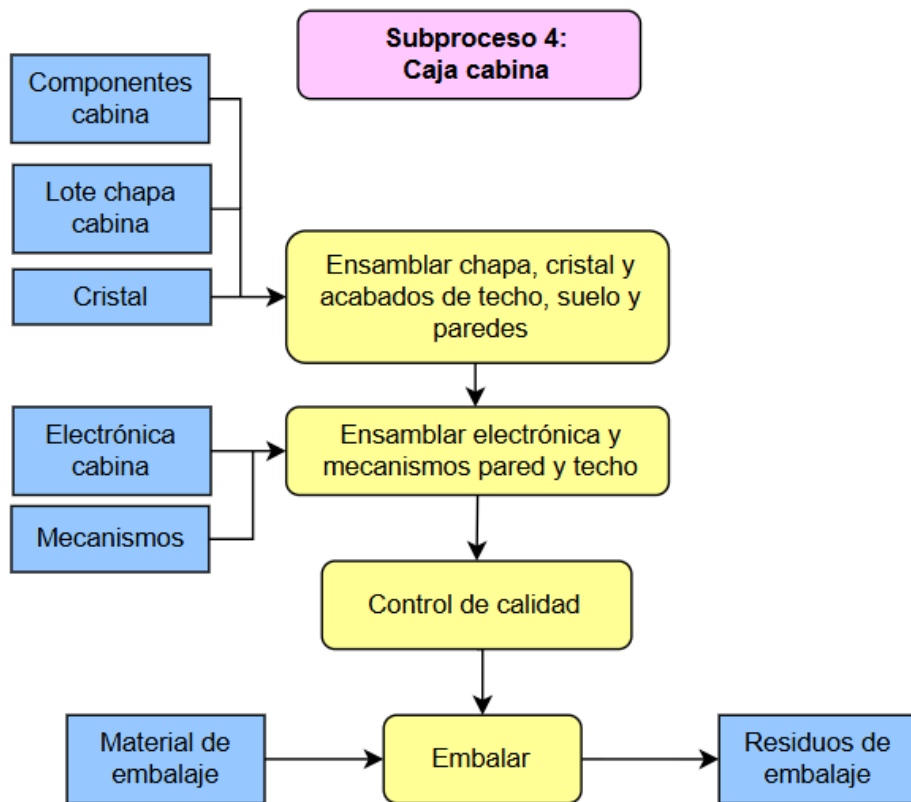 Subproceso 4:
Caja cabina
Componentes
cabina
Lote chapa
cabina
Cristal
Ensamblar chapa, cristal y
acabados de techo, suelo y
paredes
Electrónica
cabina
Mecanismos
Ensamblar electrónica y
mecanismos pared y techo
Control de calidad
Material de
embalaje
Embalar
Residuos de
embalaje